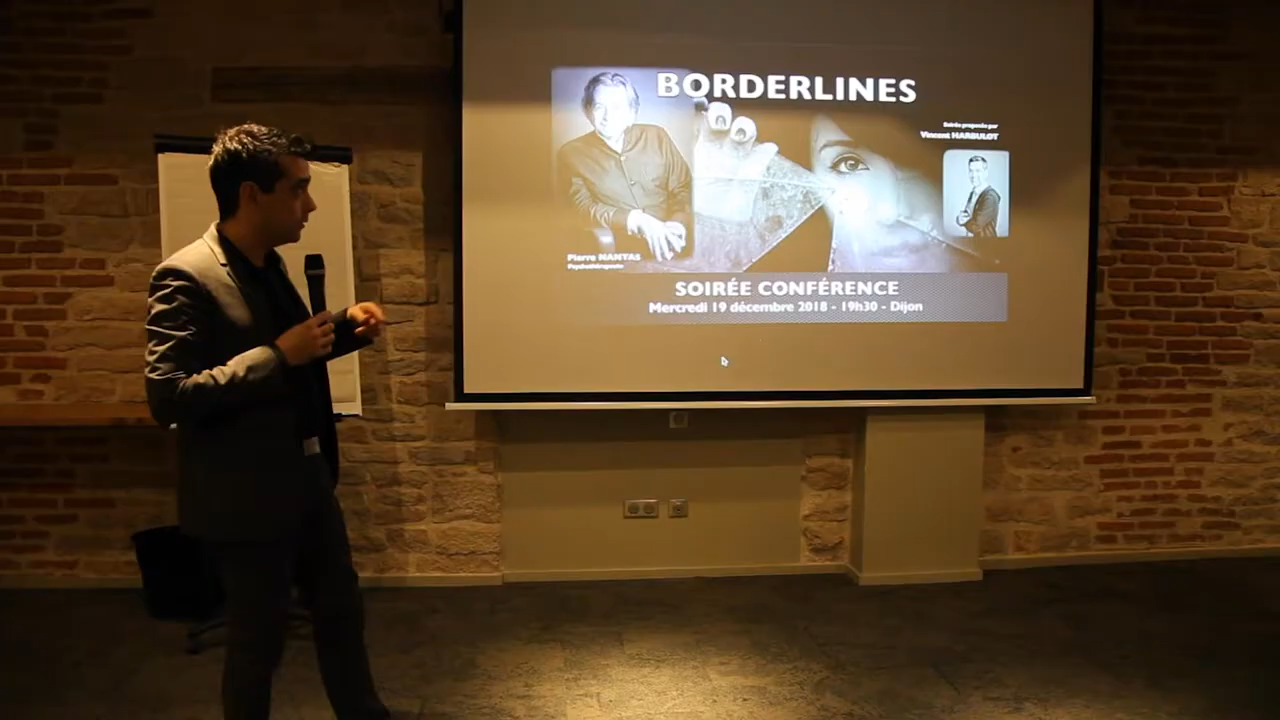 BORDERLINES
Soirée proposée par
Vincent HARBULOT
Pierre NANTAS
Psychothérapeute
SOIRÉE CONFÉRENCE
Mercredi 19 décembre 2018 - 19h30 - Dijon